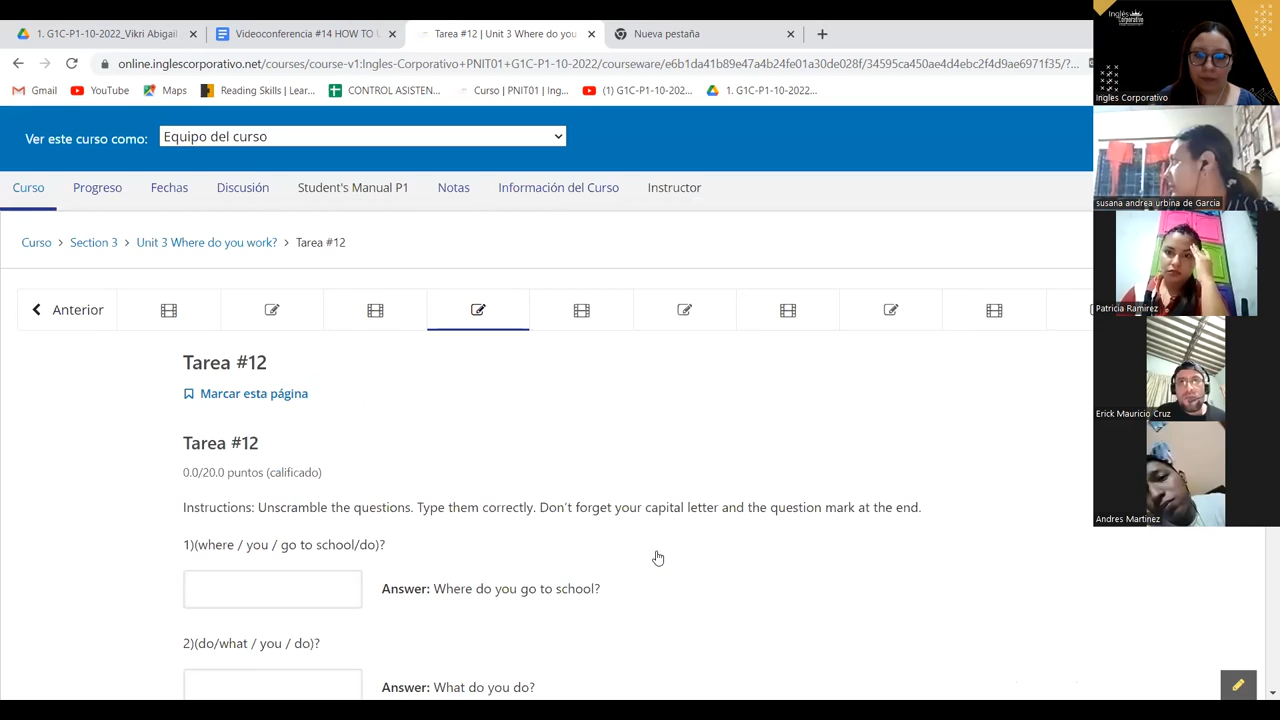 1. G1C-P1-10-2022_Vikri Abigail
Videoconferencia #14 HOW TO U
Tarea #12 | Unit 3 Where do you
Nueva pestaña
online.inglescorporativo.net/courses/course-v1:Ingles-Corporativo+PNIT01+G1C-P1-10-2022/courseware/e6b1da41b89e47a4b24fe01a30de028f/34595ca450ae4d4ebc2f4d9ae6971f35/?...
Gmail
YouTube
Maps
Reading Skills | Lear...
CONTROL ASISTEN...
Curso | PNIT01 | Ing...
(1) G1C-P1-10-202...
1. G1C-P1-10-2022...
Ver este curso como:
Equipo del curso
Curso
Progreso
Fechas
Discusión
Student's Manual P1
Notas
Información del Curso
Instructor
Curso > Section 3 > Unit 3 Where do you work? > Tarea #12
Anterior
Tarea #12
Marcar esta página
Tarea #12
0.0/20.0 puntos (calificado)
Instructions: Unscramble the questions. Type them correctly. Don't forget your capital letter and the question mark at the end.
1)(where / you / go to school/do)?
Answer: Where do you go to school?
2)(do/what / you / do)?
Answer: What do you do?
Inglés
Corporativo
Ingles Corporativo
susana andrea urbina de Garcia
Patricia Ramirez
Erick Mauricio Cruz
Andres Martinez